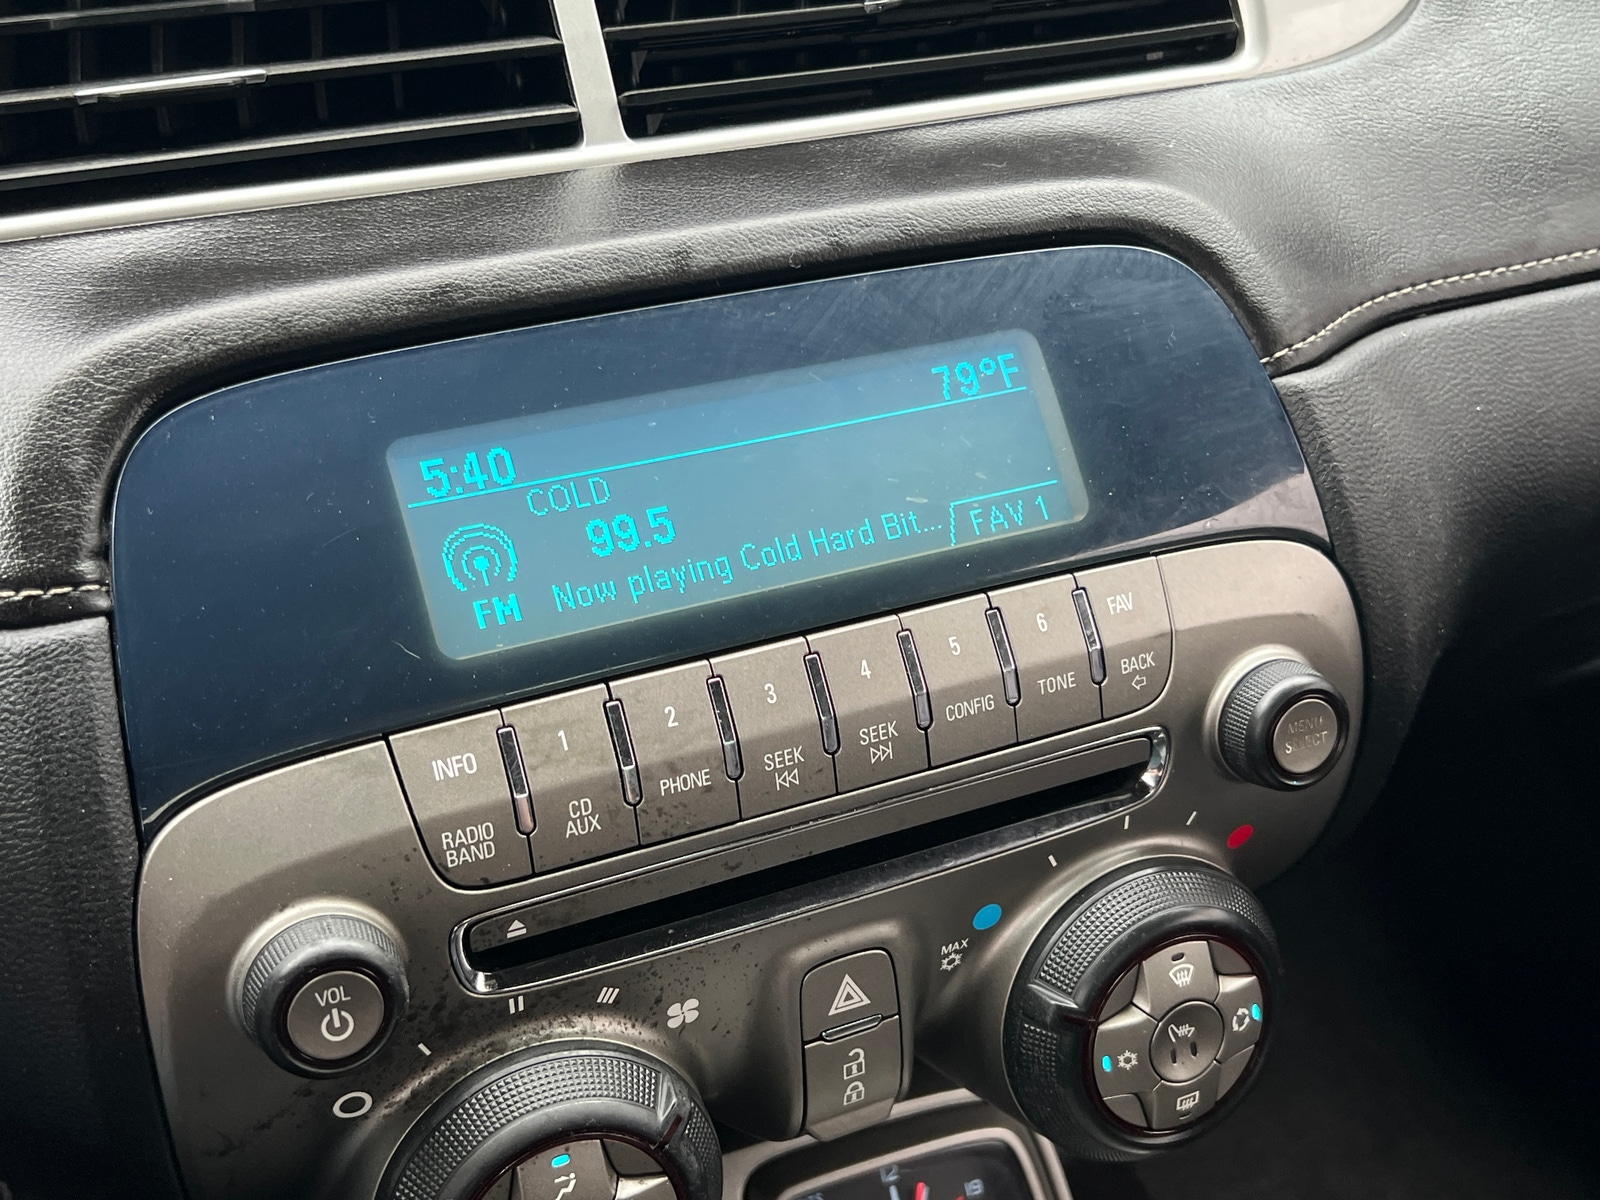 79°F
5:40
COLD
99.5
FM
Now playing Cold Hard Bit...
FAV 1
INFO
RADIO
BAND
1
CD
AUX
2
PHONE
3
SEEK
4
SEEK
5
CONFIG
6
TONE
FAV
BACK
MENU
SELECT
VOL
MAX
12